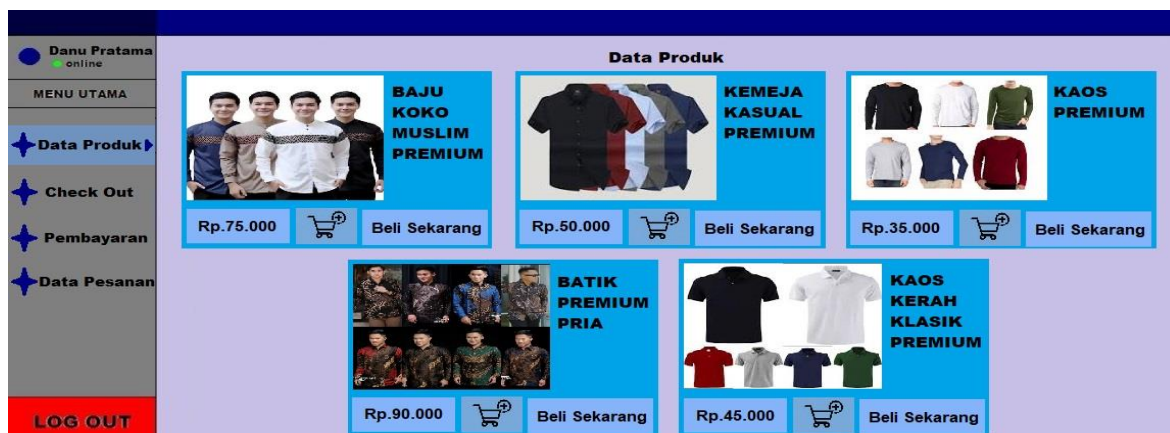 Danu Pratama
online
MENU UTAMA
Data Produk
Check Out
Pembayaran
Data Pesanan
LOG OUT
Data Produk
BAJU
KOKO
MUSLIM
PREMIUM
Rp.75.000
Beli Sekarang
KEMEJA
KASUAL
PREMIUM
Rp.50.000
Beli Sekarang
KAOS
PREMIUM
Rp.35.000
Beli Sekarang
BATIK
PREMIUM
PRIA
Rp.90.000
Beli Sekarang
KAOS
KERAH
KLASIK
PREMIUM
Rp.45.000
Beli Sekarang